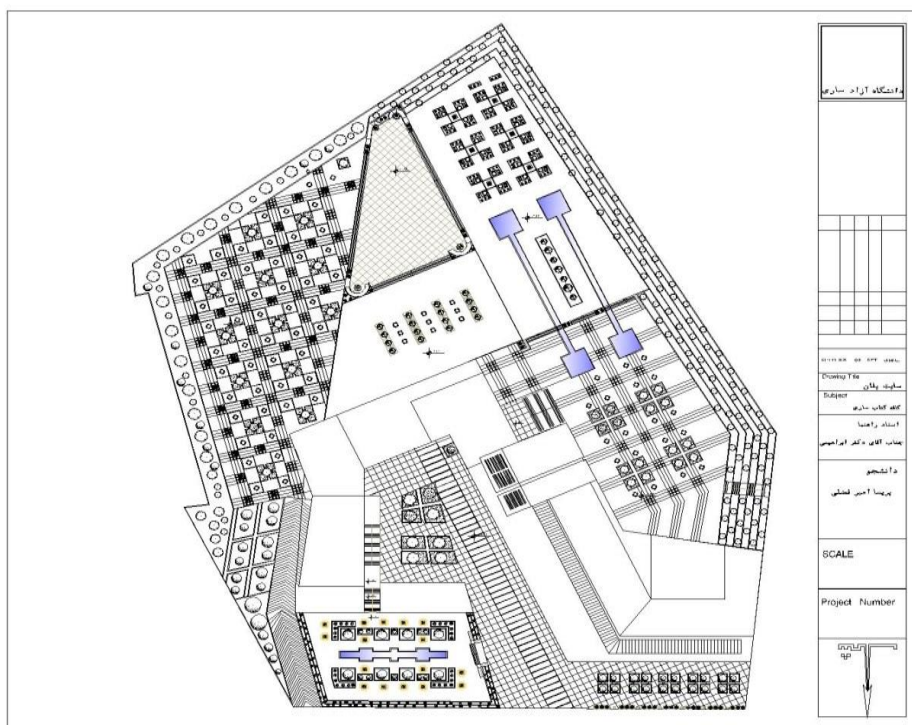 دانشگاه آزاد ساری
Drawing Title
سایت پلان
Subject
کافه کتاب ساری
استاد راهنما
جناب آقای دکتر ابراهیمی
دانشجو
پریسا امیر فضلی
SCALE
Project Number